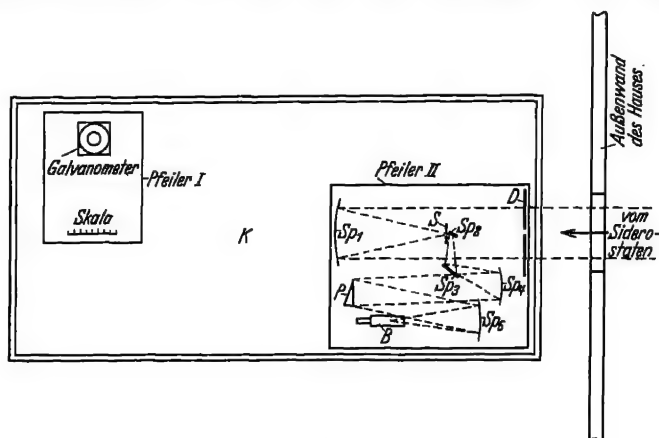 Galvanometer
Pfeiler I
Skala
K
Pfeiler II
D
S
Sp₂
Sp₁
Sp₃
Sp₄
P
Sp₅
B
Außenwand
des Hauses
vom
Sidero-
staten